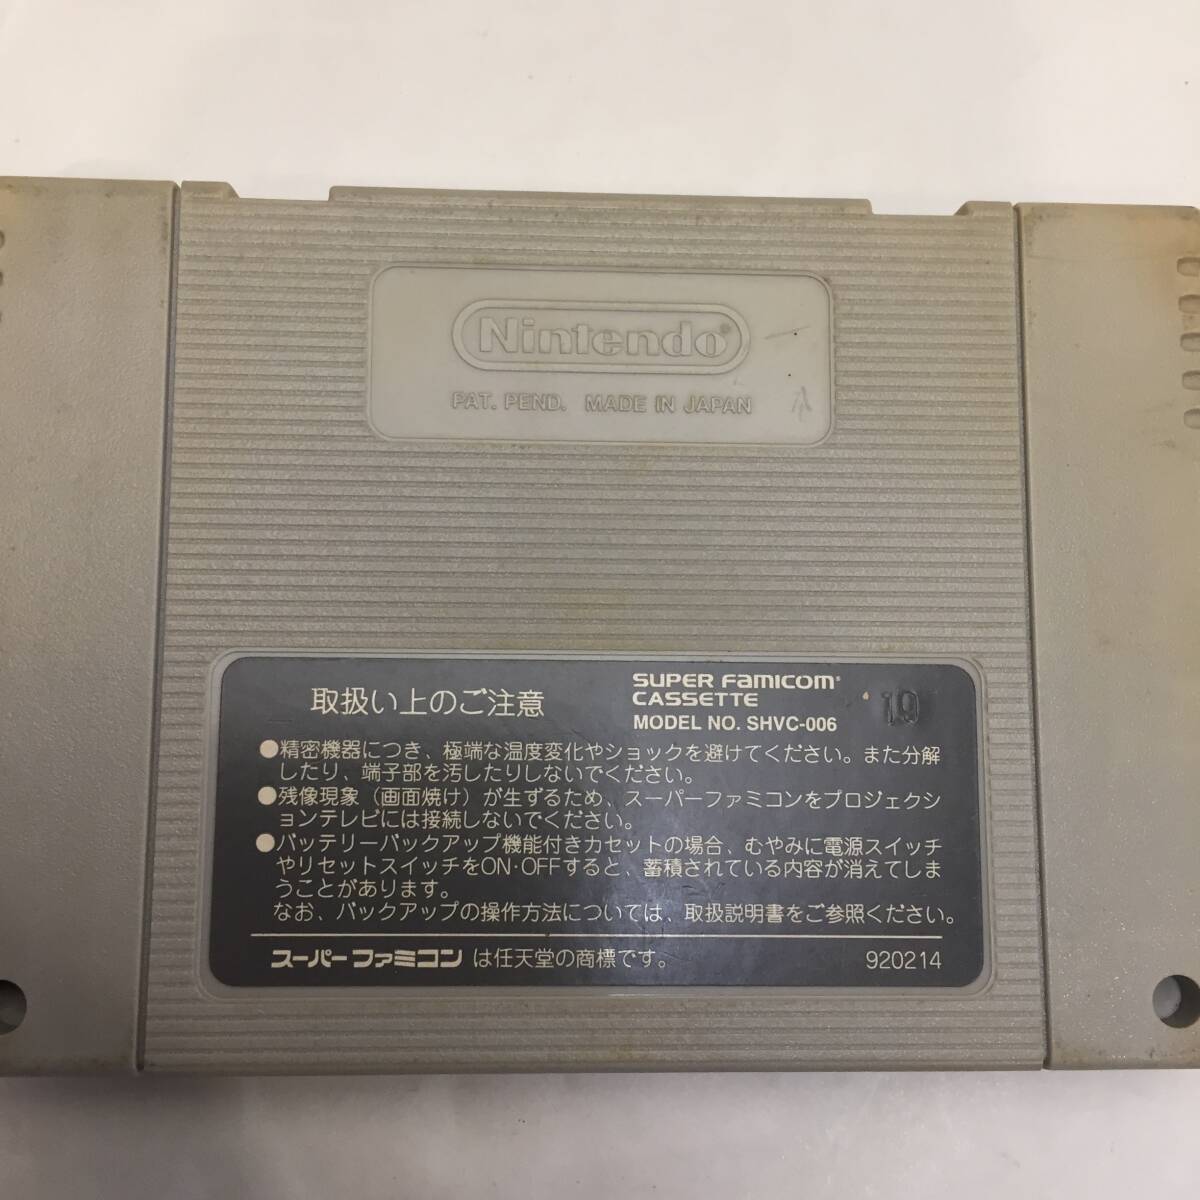 Nintendo®
PAT. PEND. MADE IN JAPAN
取扱い上のご注意
SUPER FAMICOM®
CASSETTE
MODEL NO. SHVC-006
19
●精密機器につき、極端な温度変化やショックを避けてください。また分解
したり、端子部を汚したりしないでください。
●残像現象(画面焼け)が生ずるため、スーパーファミコンをプロジェクシ
ョンテレビには接続しないでください。
●バッテリーバックアップ機能付きカセットの場合、むやみに電源スイッチ
やリセットスイッチをON·OFFすると、蓄積されている内容が消えてしま
うことがあります。
なお、バックアップの操作方法については、取扱説明書をご参照ください。
スーパーファミコン は任天堂の商標です。
920214